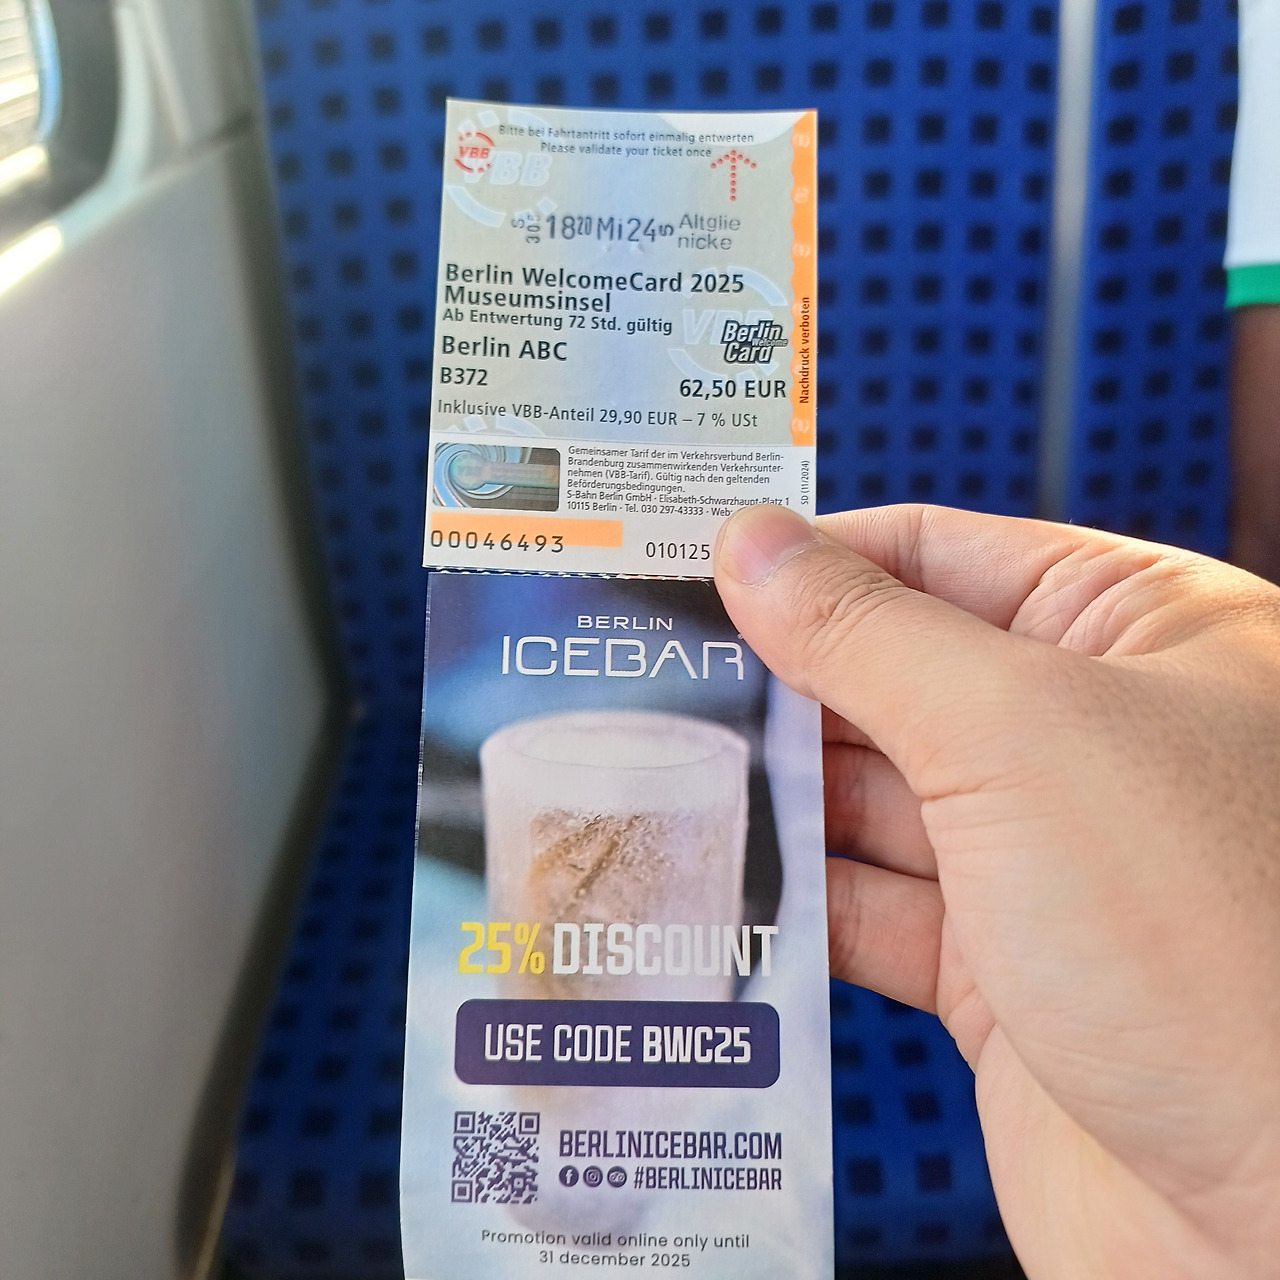 Bitte bei Fahrtantritt sofort einmalig entwerten
Please validate your ticket once
VBB
VBB
18 20 Mi 24 Altglie
nicke
Berlin WelcomeCard 2025
Museumsinsel
Ab Entwertung 72 Std. gültig
Berlin ABC
B372
Berlin
Welcome
Card
62,50 EUR
Inklusive VBB-Anteil 29,90 EUR – 7 % USt
Nachdruck verboten
Gemeinsamer Tarif der im Verkehrsverbund Berlin-
Brandenburg zusammenwirkenden Verkehrsunter-
nehmen (VBB-Tarif). Gültig nach den geltenden
Beförderungsbedingungen.
S-Bahn Berlin GmbH · Elisabeth-Schwarzhaupt-Platz 1
10115 Berlin · Tel. 030 297-43333 · Web:
SD (11/2024)
00046493
010125
BERLIN
ICEBAR
25% DISCOUNT
USE CODE BWC25
BERLINICEBAR.COM
#BERLINICEBAR
Promotion valid online only until
31 december 2025